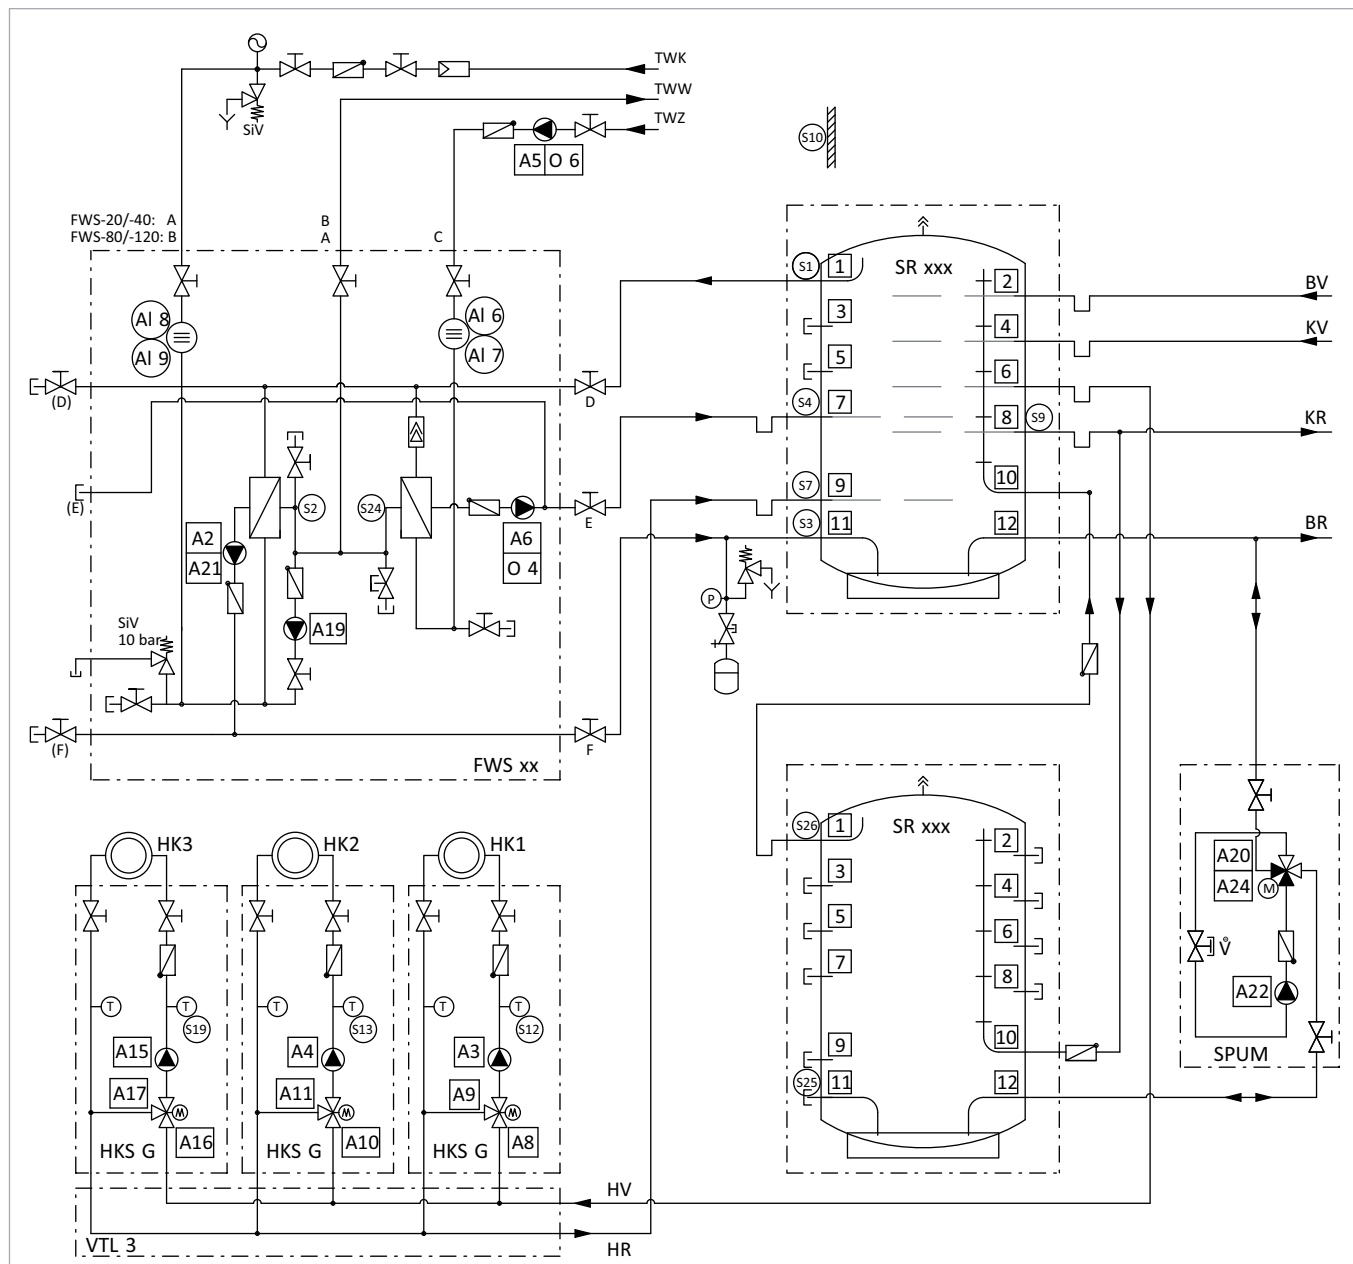 TWK
TWW
SiV
TWZ
A5 O 6
S10
FWS-20/-40: A
FWS-80/-120: B
B
A
C
S1 1 SR xxx 2
BV
Al 8
Al 9
Al 6
Al 7
3 4
KV
5 6
(D) D
S4 7 8 S9
KR
(E) E
S2 S24
S7 9 10
A2
A21
A6
O 4
S3 11 12
BR
P
SiV
10 bar
A19
(F) F
FWS xx
HK3 HK2 HK1
S26 1 SR xxx 2
3 4
5 6
7 8
9 10
S25 11 12
A20
A24
M
V̊
A22
SPUM
T T T T T T
S19 S13 S12
A15 A4 A3
A17 A11 A9
M M M
A16 A10 A8
HKS G HKS G HKS G
HV
VTL 3
HR